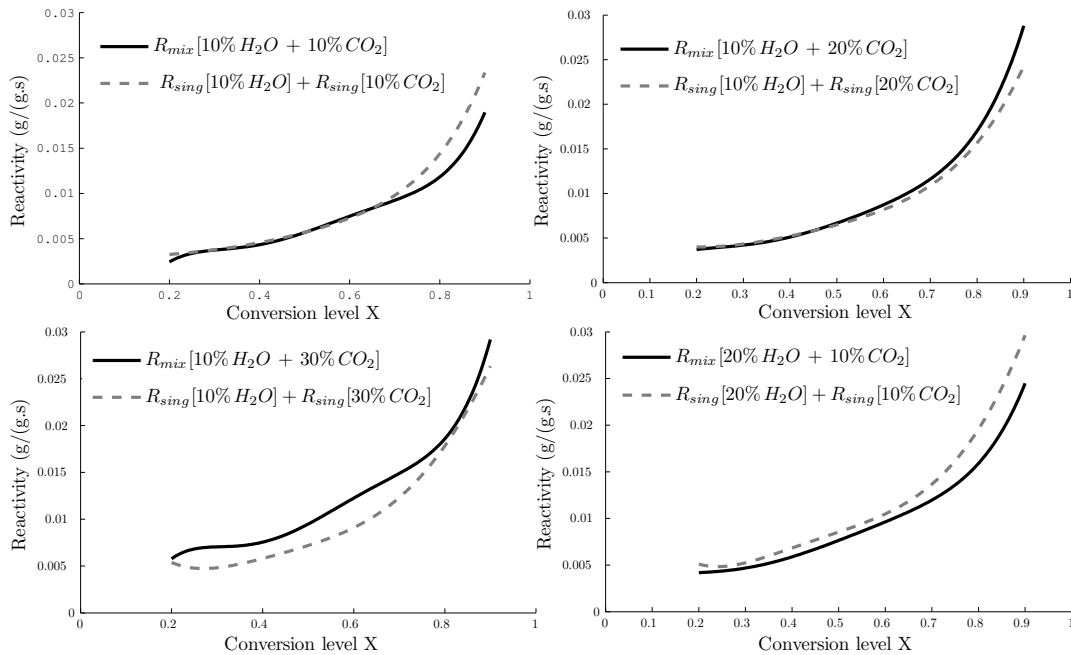 0.03
0.025
0.02
0.015
0.01
0.005
0
Reactivity (g/(g.s)
R_mix[10% H₂O + 10% CO₂]
R_sing[10% H₂O] + R_sing[10% CO₂]
0 0.2 0.4 0.6 0.8 1
Conversion level X
0.03
0.025
0.02
0.015
0.01
0.005
0
Reactivity (g/(g.s)
R_mix[10% H₂O + 20% CO₂]
R_sing[10% H₂O] + R_sing[20% CO₂]
0 0.1 0.2 0.3 0.4 0.5 0.6 0.7 0.8 0.9 1
Conversion level X
0.03
0.025
0.02
0.015
0.01
0.005
0
Reactivity (g/(g.s)
R_mix[10% H₂O + 30% CO₂]
R_sing[10% H₂O] + R_sing[30% CO₂]
0 0.2 0.4 0.6 0.8 1
Conversion level X
0.03
0.025
0.02
0.015
0.01
0.005
0
Reactivity (g/(g.s)
R_mix[20% H₂O + 10% CO₂]
R_sing[20% H₂O] + R_sing[10% CO₂]
0 0.1 0.2 0.3 0.4 0.5 0.6 0.7 0.8 0.9 1
Conversion level X